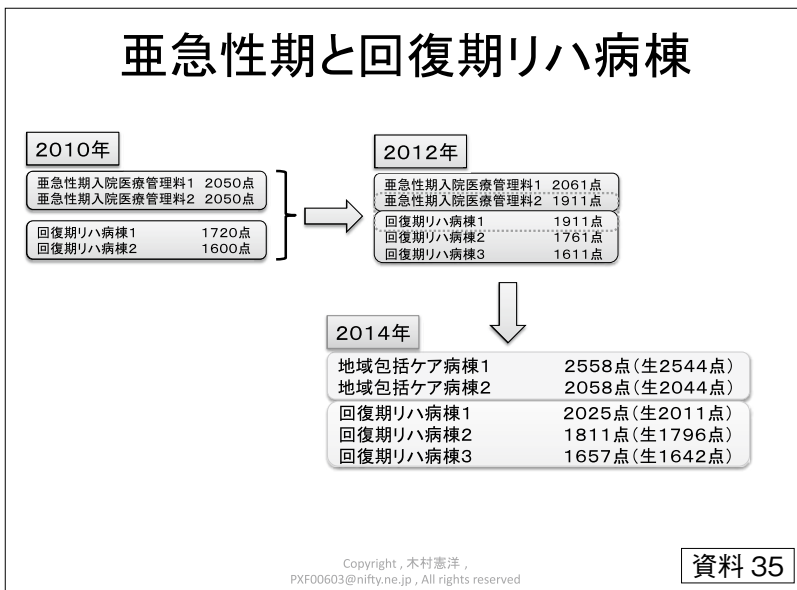 亜急性期と回復期リハ病棟
2010年
亜急性期入院医療管理料1 2050点
亜急性期入院医療管理料2 2050点
回復期リハ病棟1 1720点
回復期リハ病棟2 1600点
2012年
亜急性期入院医療管理料1 2061点
亜急性期入院医療管理料2 1911点
回復期リハ病棟1 1911点
回復期リハ病棟2 1761点
回復期リハ病棟3 1611点
2014年
地域包括ケア病棟1 2558点(生2544点)
地域包括ケア病棟2 2058点(生2044点)
回復期リハ病棟1 2025点(生2011点)
回復期リハ病棟2 1811点(生1796点)
回復期リハ病棟3 1657点(生1642点)
Copyright , 木村憲洋 ,
PXF00603@nifty.ne.jp , All rights reserved
資料 35